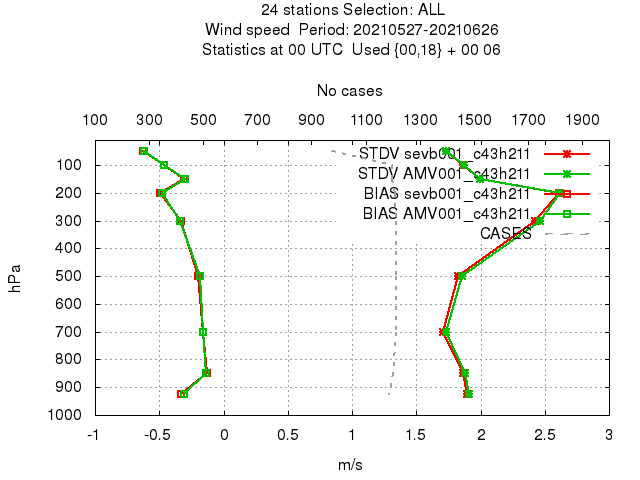 24 stations Selection: ALL
Wind speed  Period: 20210527-20210626
Statistics at 00 UTC  Used {00,18} + 00 06
No cases
100 300 500 700 900 1100 1300 1500 1700 1900
STDV sevb001_c43h211
STDV AMV001_c43h211
BIAS sevb001_c43h211
BIAS AMV001_c43h211
CASES
hPa
100
200
300
400
500
600
700
800
900
1000
-1 -0.5 0 0.5 1 1.5 2 2.5 3
m/s